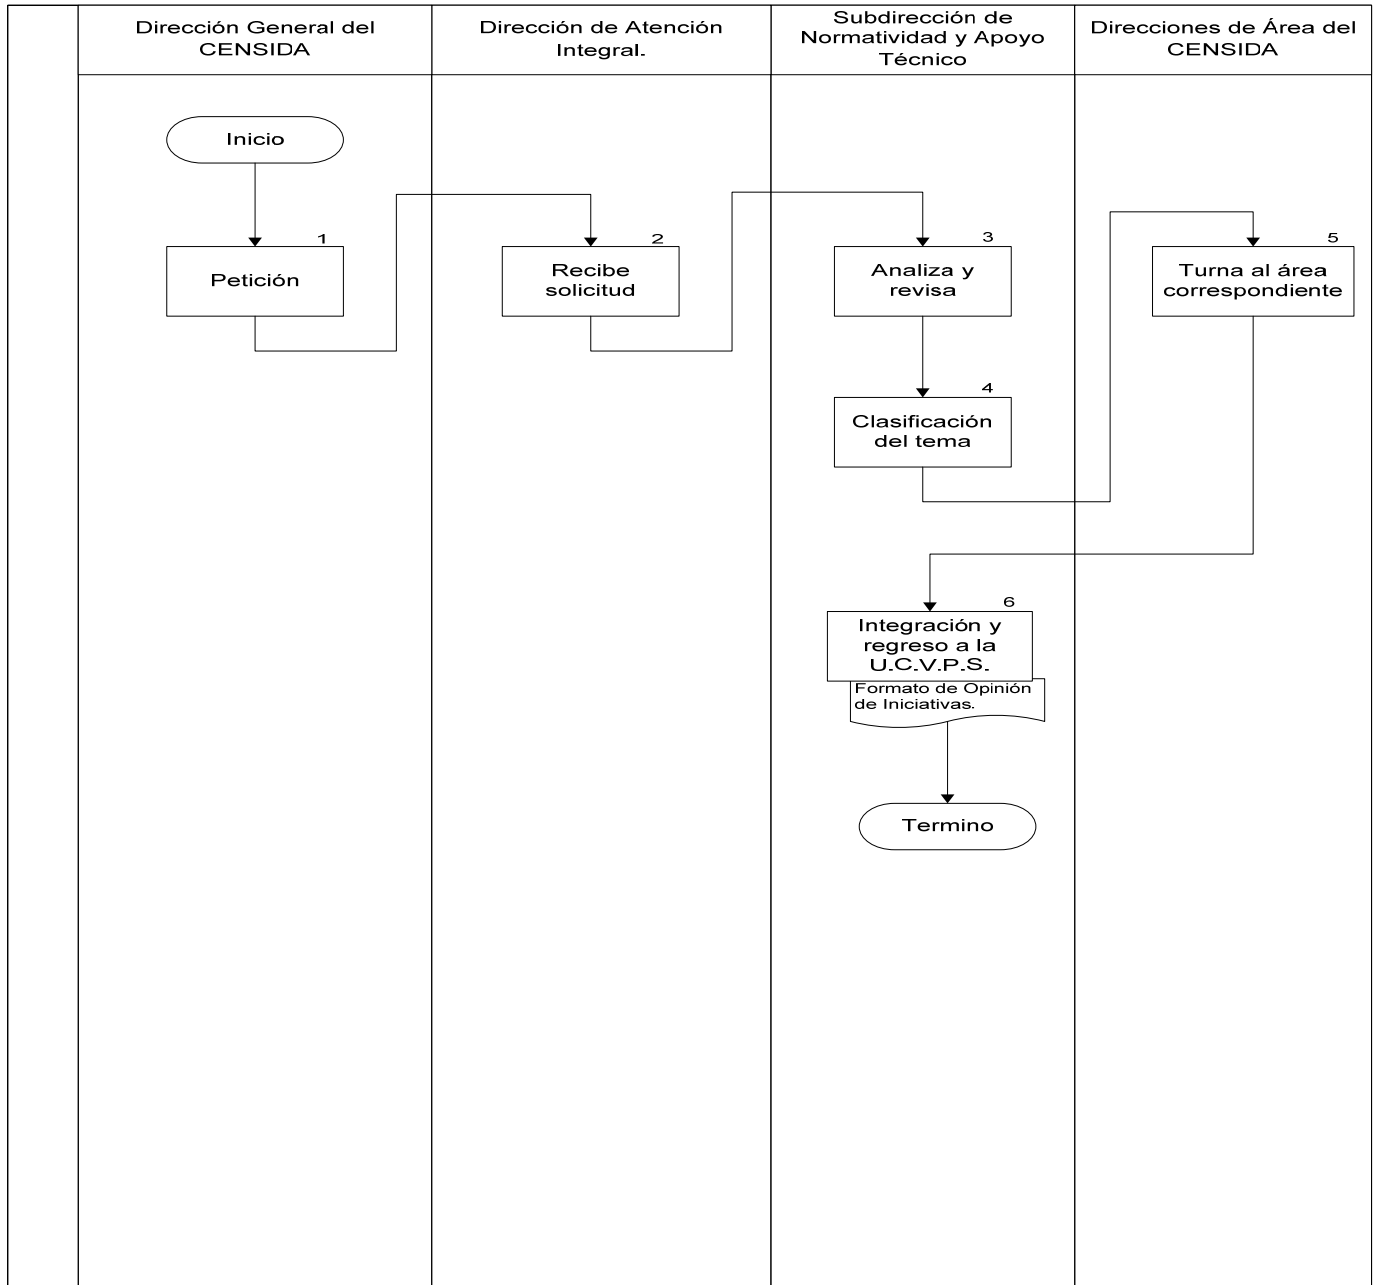 Dirección General del
CENSIDA
Dirección de Atención
Integral.
Subdirección de
Normatividad y Apoyo
Técnico
Direcciones de Área del
CENSIDA
Inicio
1
Petición
2
Recibe
solicitud
3
Analiza y
revisa
4
Clasificación
del tema
5
Turna al área
correspondiente
6
Integración y
regreso a la
U.C.V.P.S.
Formato de Opinión
de Iniciativas.
Termino